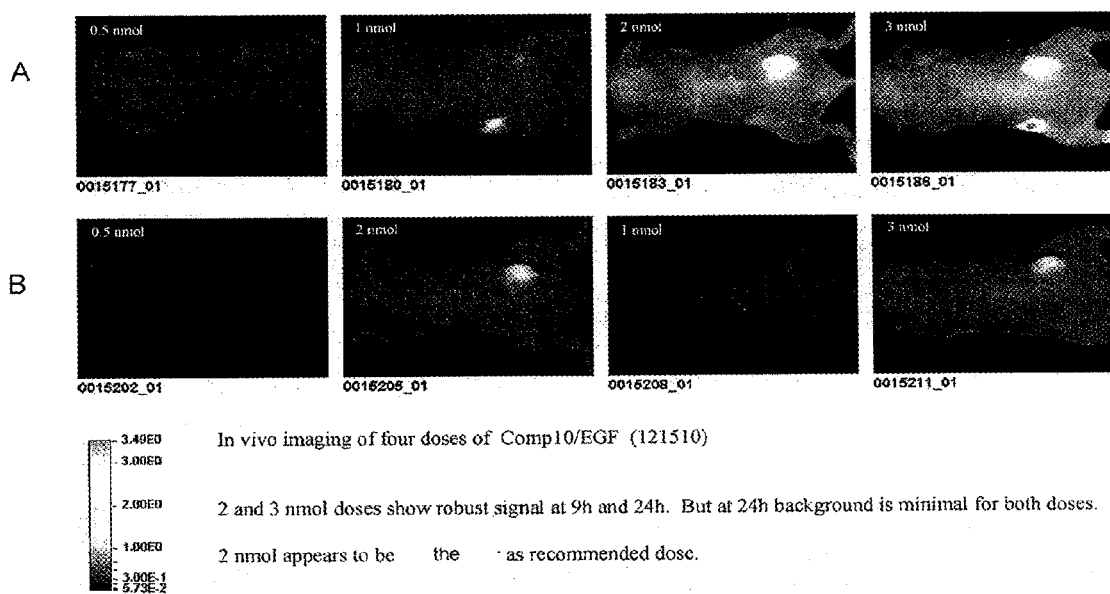 0.5 nmol 1 nmol 2 nmol 3 nmol
A
0015177_01 0015180_01 0015183_01 0015186_01
0.5 nmol 2 nmol 1 nmol 3 nmol
B
0015202_01 0015205_01 0015208_01 0015211_01
3.49E0
3.00E0
2.00E0
1.00E0
3.00E-1
5.73E-2
In vivo imaging of four doses of Comp10/EGF (121510)
2 and 3 nmol doses show robust signal at 9h and 24h. But at 24h background is minimal for both doses.
2 nmol appears to be the as recommended dose.